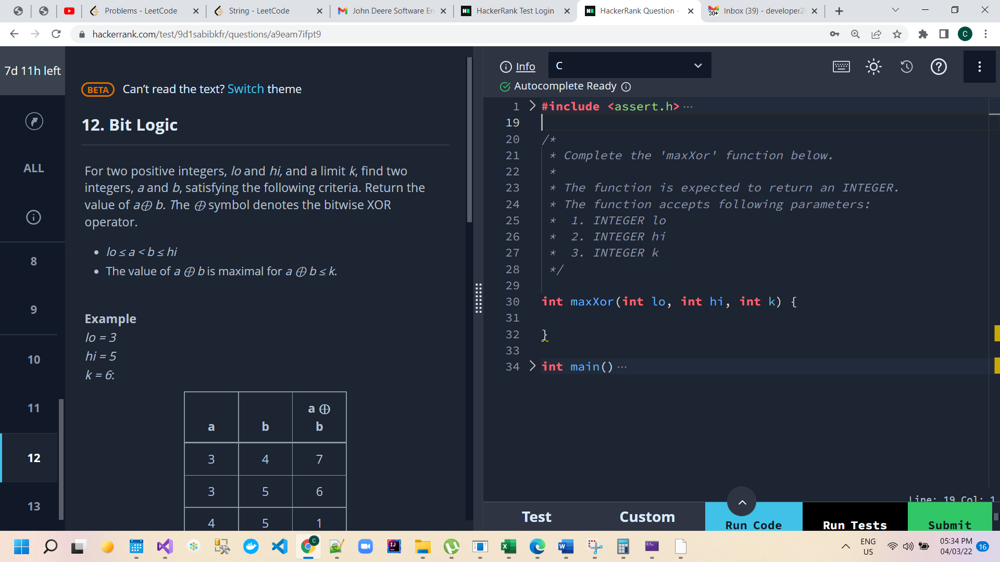 Problems - LeetCode
String - LeetCode
John Deere Software En
HackerRank Test Login
HackerRank Question -
30+
Inbox (39) - developer2
hackerrank.com/test/9d1sabibkfr/questions/a9eam7ifpt9
C
7d 11h left
ALL
8
9
10
11
12
13
BETA Can't read the text? Switch theme
12. Bit Logic
For two positive integers, lo and hi, and a limit k, find two
integers, a and b, satisfying the following criteria. Return the
value of a⊕ b. The ⊕ symbol denotes the bitwise XOR
operator.
• lo ≤ a < b ≤ hi
• The value of a ⊕ b is maximal for a ⊕ b ≤ k.
Example
lo = 3
hi = 5
k = 6:
a b a ⊕ b
3 4 7
3 5 6
4 5 1
Info
C
Autocomplete Ready
1 #include <assert.h>···
19
20 /*
21 * Complete the 'maxXor' function below.
22 *
23 * The function is expected to return an INTEGER.
24 * The function accepts following parameters:
25 * 1. INTEGER lo
26 * 2. INTEGER hi
27 * 3. INTEGER k
28 */
29
30 int maxXor(int lo, int hi, int k) {
31
32 }
33
34 int main()···
Line: 19 Col: 1
Test
Custom
Run Code
Run Tests
Submit
C
IJ
ENG
US
05:34 PM
04/03/22
16